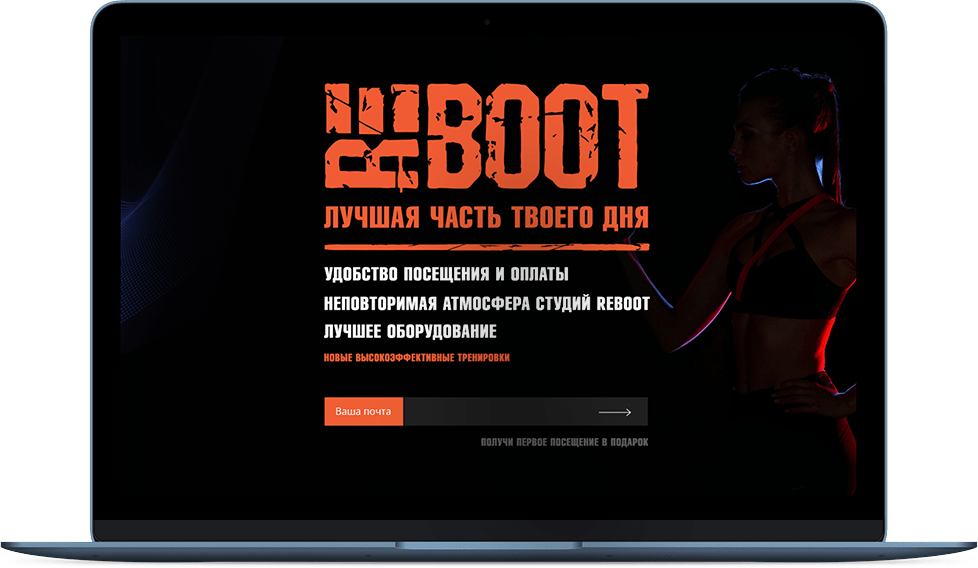 REBOOT
ЛУЧШАЯ ЧАСТЬ ТВОЕГО ДНЯ
УДОБСТВО ПОСЕЩЕНИЯ И ОПЛАТЫ
НЕПОВТОРИМАЯ АТМОСФЕРА СТУДИЙ REBOOT
ЛУЧШЕЕ ОБОРУДОВАНИЕ
НОВЫЕ ВЫСОКОЭФФЕКТИВНЫЕ ТРЕНИРОВКИ
Ваша почта
ПОЛУЧИ ПЕРВОЕ ПОСЕЩЕНИЕ В ПОДАРОК